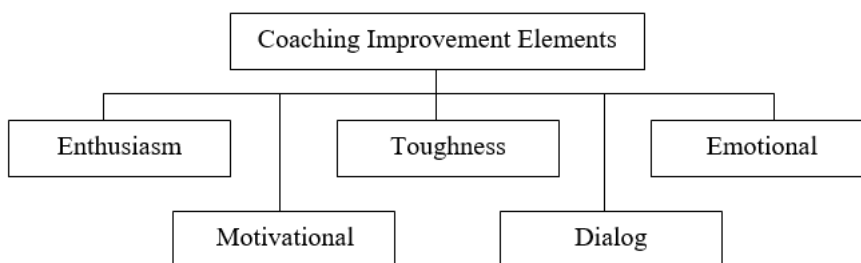 Coaching Improvement Elements
Enthusiasm
Toughness
Emotional
Motivational
Dialog